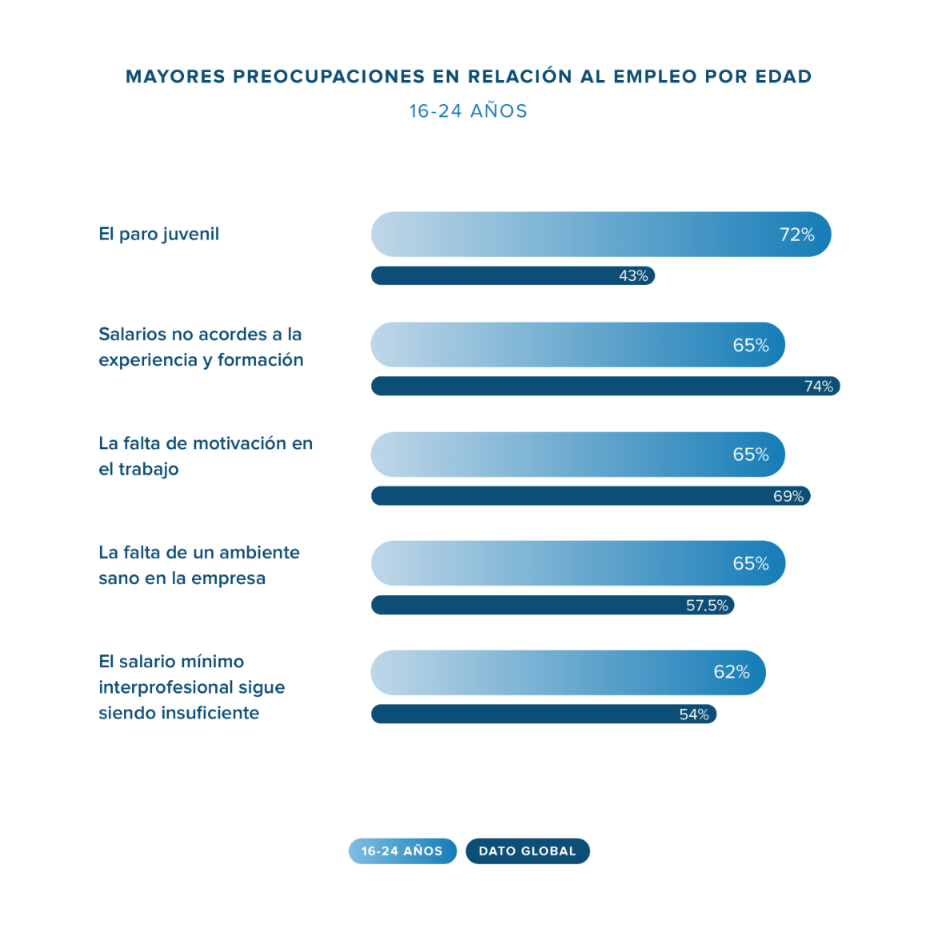 MAYORES PREOCUPACIONES EN RELACIÓN AL EMPLEO POR EDAD
16-24 AÑOS
El paro juvenil
72%
43%
Salarios no acordes a la
experiencia y formación
65%
74%
La falta de motivación en
el trabajo
65%
69%
La falta de un ambiente
sano en la empresa
65%
57.5%
El salario mínimo
interprofesional sigue
siendo insuficiente
62%
54%
16-24 AÑOS
DATO GLOBAL